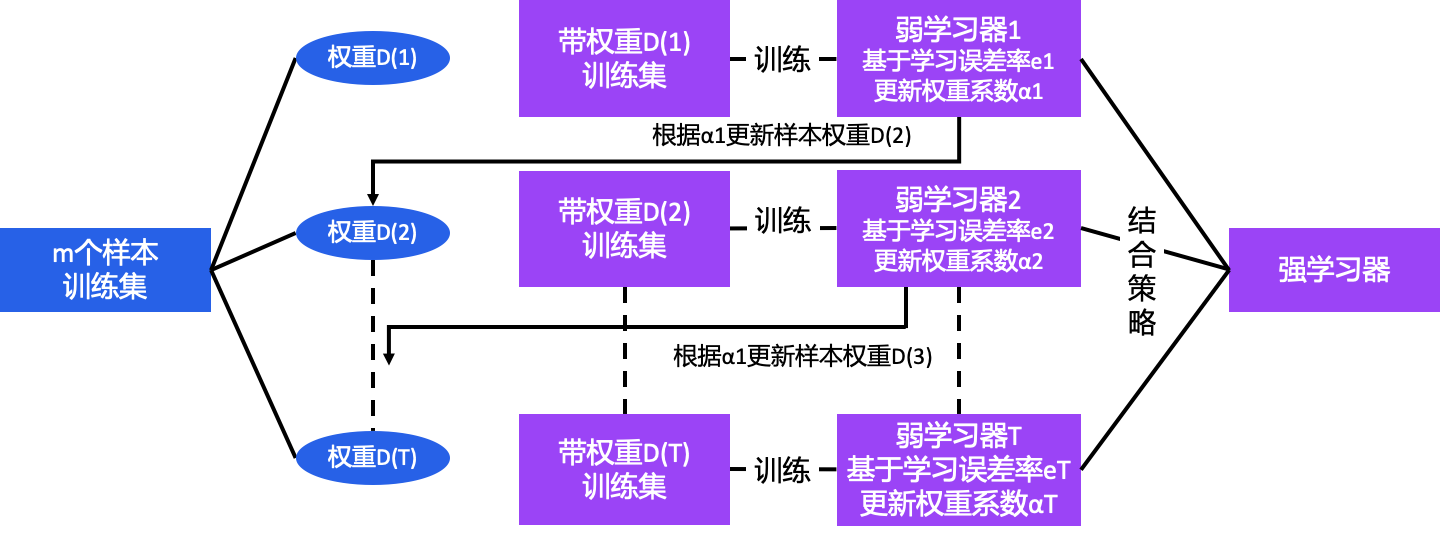 权重D(1)
带权重D(1)
训练集
训练
弱学习器1
基于学习误差率e1
更新权重系数α1
根据α1更新样本权重D(2)
m个样本
训练集
权重D(2)
带权重D(2)
训练集
训练
弱学习器2
基于学习误差率e2
更新权重系数α2
结
合
策
略
强学习器
根据α1更新样本权重D(3)
权重D(T)
带权重D(T)
训练集
训练
弱学习器T
基于学习误差率eT
更新权重系数αT